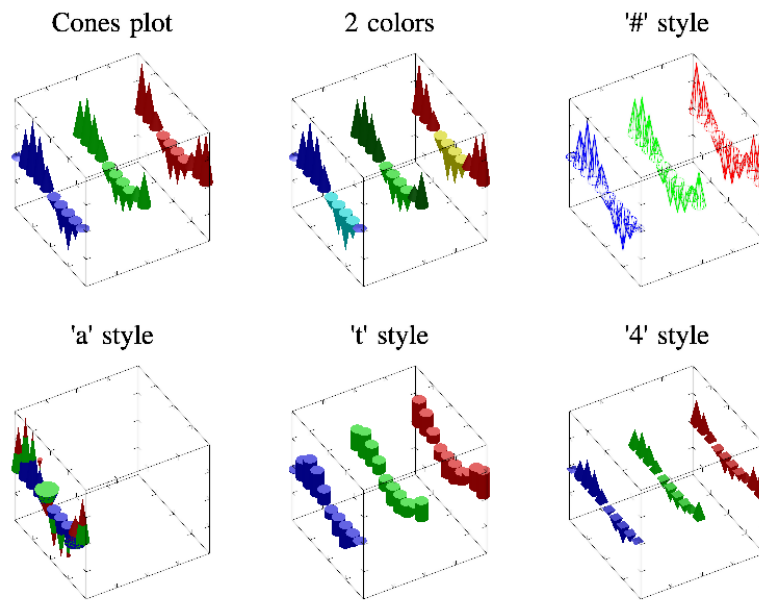 Cones plot
2 colors
'#' style
'a' style
't' style
'4' style